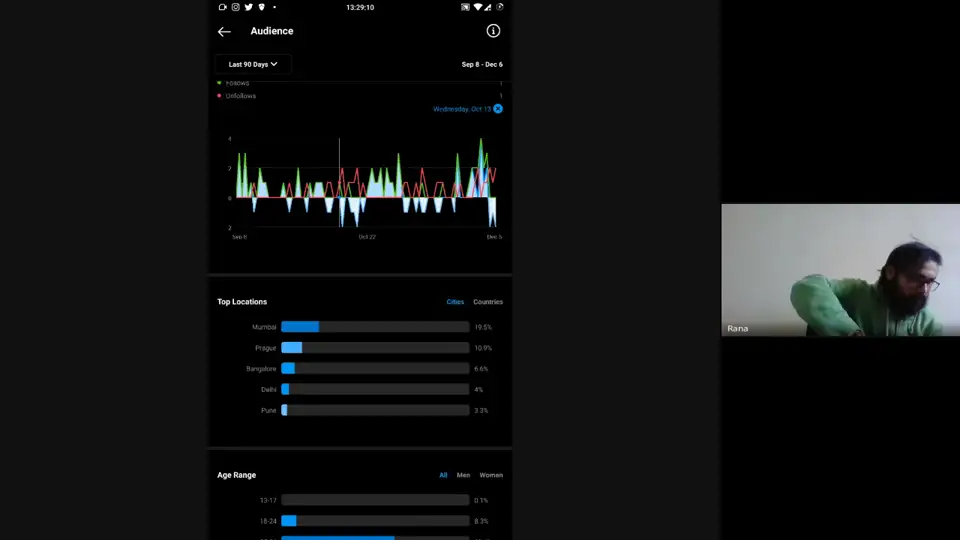 13:29:10
Audience
Last 90 Days
Sep 8 - Dec 6
Follows 1
Unfollows 1
Wednesday, Oct 13
4
2
0
2
Sep 8
Oct 22
Dec 5
Top Locations
Cities Countries
Mumbai 19.5%
Prague 10.9%
Bangalore 6.6%
Delhi 4%
Pune 3.3%
Age Range
All Men Women
13-17 0.1%
18-24 8.3%
Rana